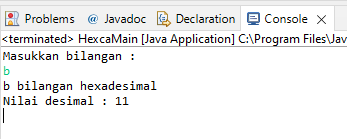 Problems @ Javadoc Declaration Console
<terminated> HexcaMain [Java Application] C:\Program Files\Jav
Masukkan bilangan :
b
b bilangan hexadesimal
Nilai desimal : 11